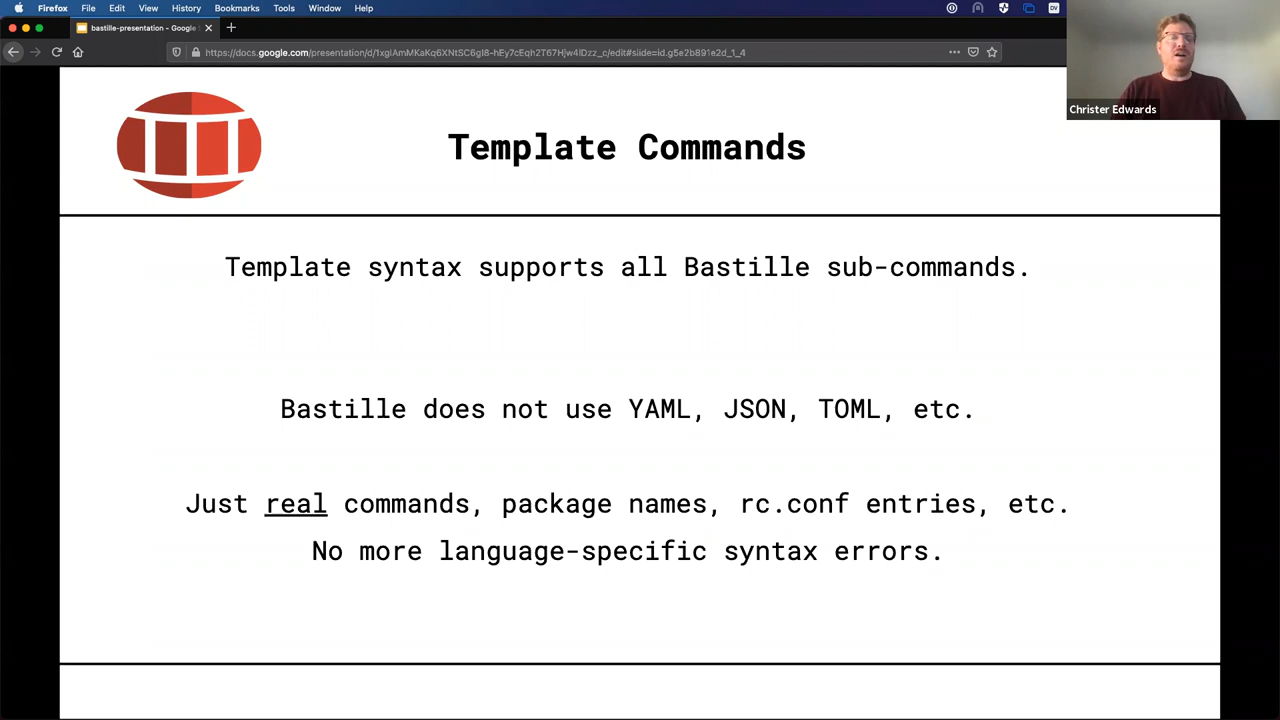 Firefox File Edit View History Bookmarks Tools Window Help
bastille-presentation - Google
Christer Edwards
Template Commands
Template syntax supports all Bastille sub-commands.
Bastille does not use YAML, JSON, TOML, etc.
Just real commands, package names, rc.conf entries, etc.
No more language-specific syntax errors.